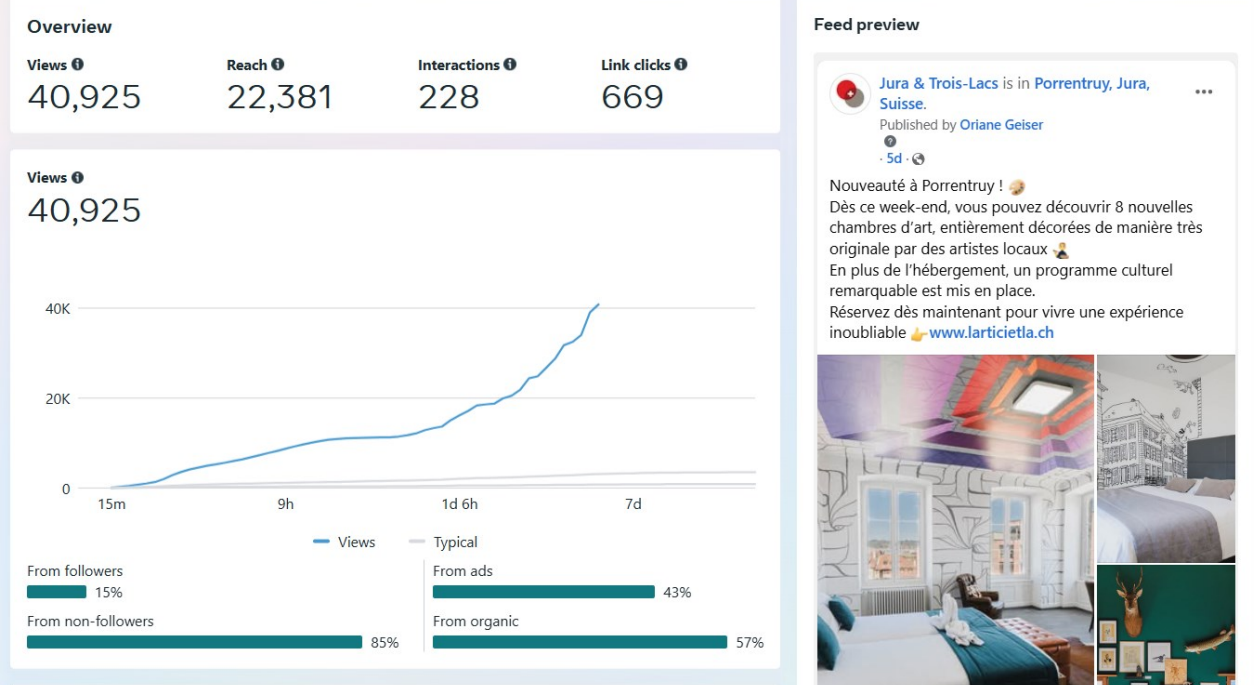 Overview
Views
40,925
Reach
22,381
Interactions
228
Link clicks
669
Views
40,925
40K
20K
0
15m
9h
1d 6h
7d
Views
Typical
From followers
15%
From non-followers
85%
From ads
43%
From organic
57%
Feed preview
Jura & Trois-Lacs is in Porrentruy, Jura,
Suisse.
Published by Oriane Geiser
· 5d ·
Nouveauté à Porrentruy !
Dès ce week-end, vous pouvez découvrir 8 nouvelles
chambres d’art, entièrement décorées de manière très
originale par des artistes locaux
En plus de l’hébergement, un programme culturel
remarquable est mis en place.
Réservez dès maintenant pour vivre une expérience
inoubliable 👉www.larticietla.ch